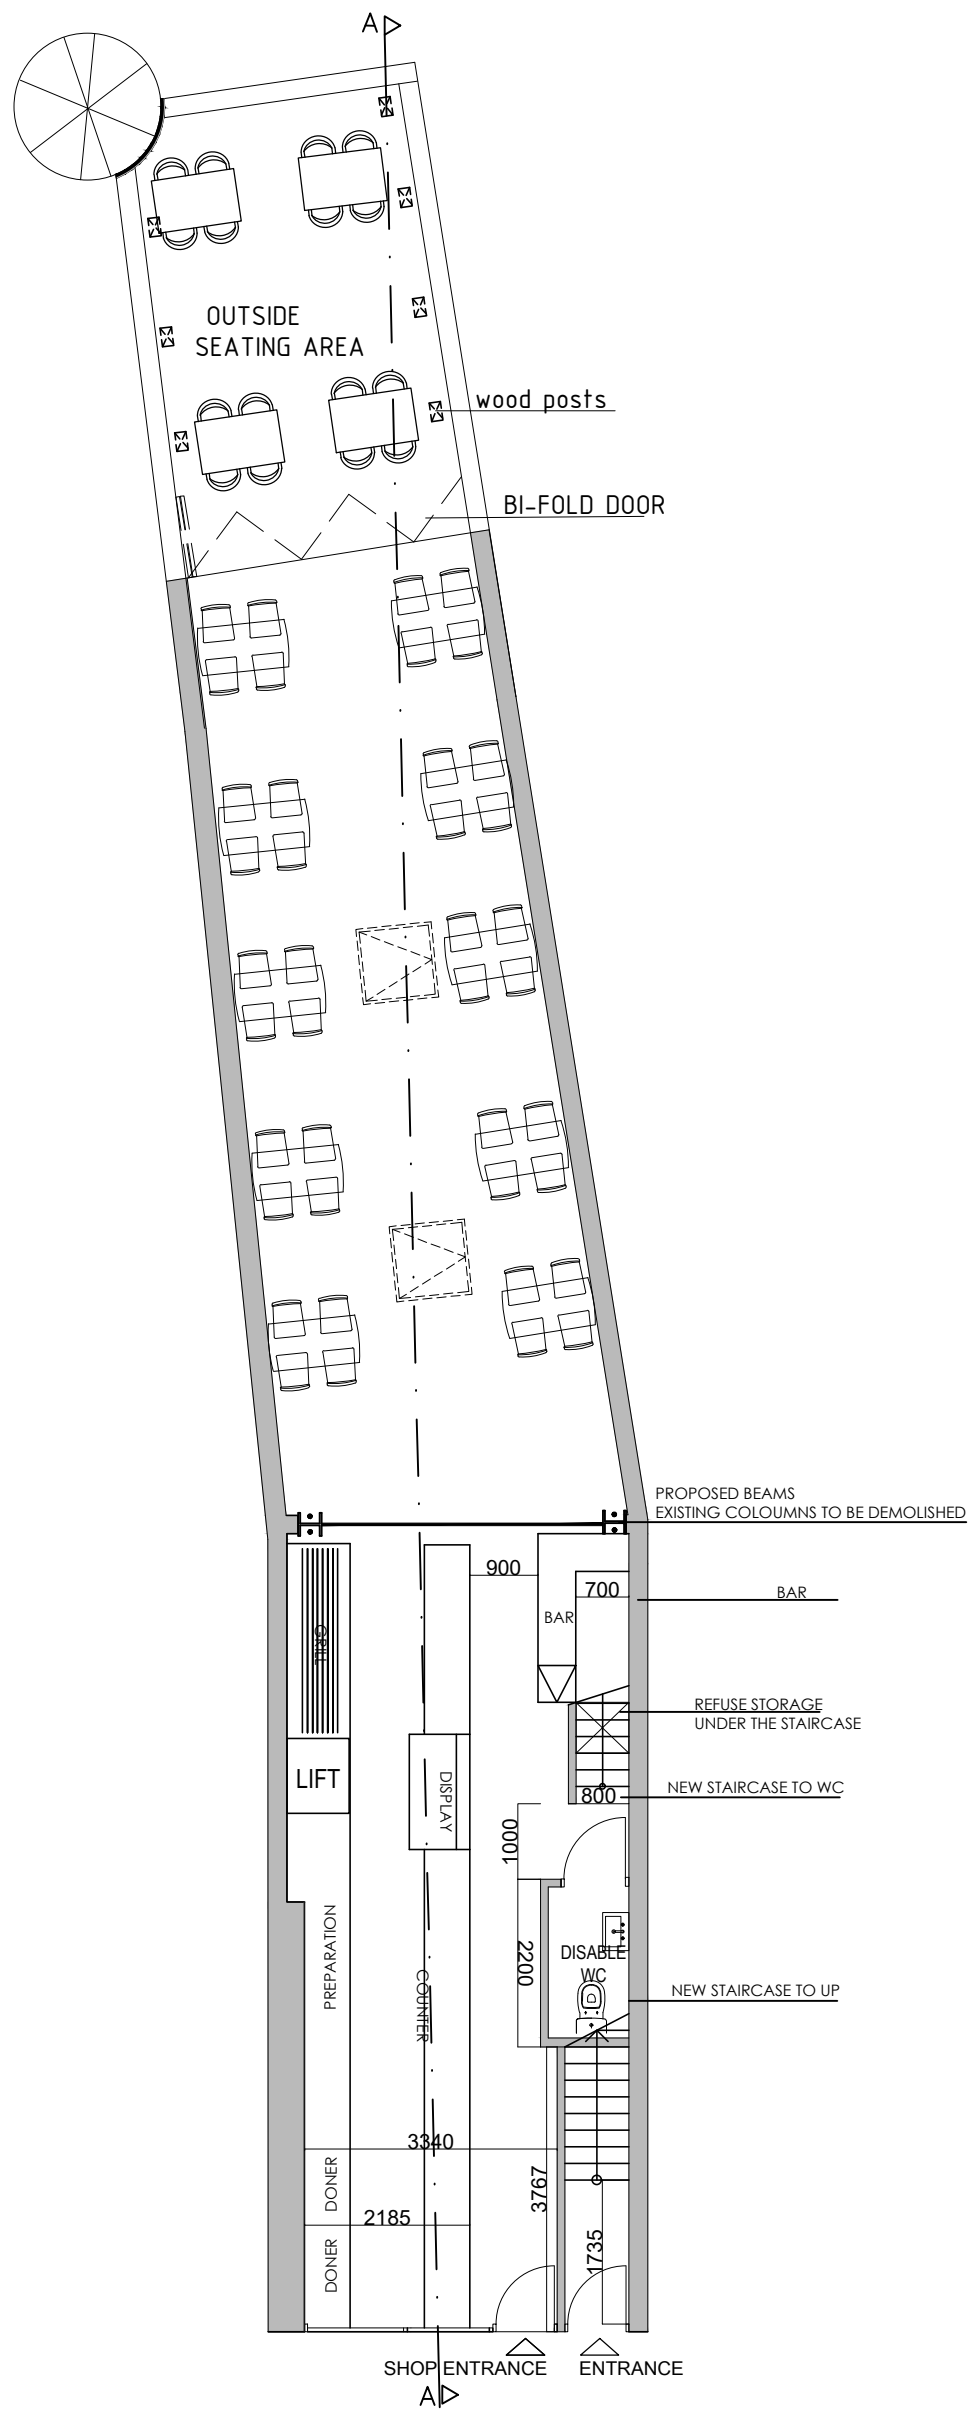 A
OUTSIDE
SEATING AREA
wood posts
BI-FOLD DOOR
PROPOSED BEAMS
EXISTING COLOUMNS TO BE DEMOLISHED
900
700
BAR
BAR
GRILL
REFUSE STORAGE
UNDER THE STAIRCASE
LIFT
DISPLAY
NEW STAIRCASE TO WC
800
1000
PREPARATION
COUNTER
2200
DISABLE
WC
NEW STAIRCASE TO UP
3340
DONER
3767
2185
1735
DONER
SHOP ENTRANCE
ENTRANCE
A